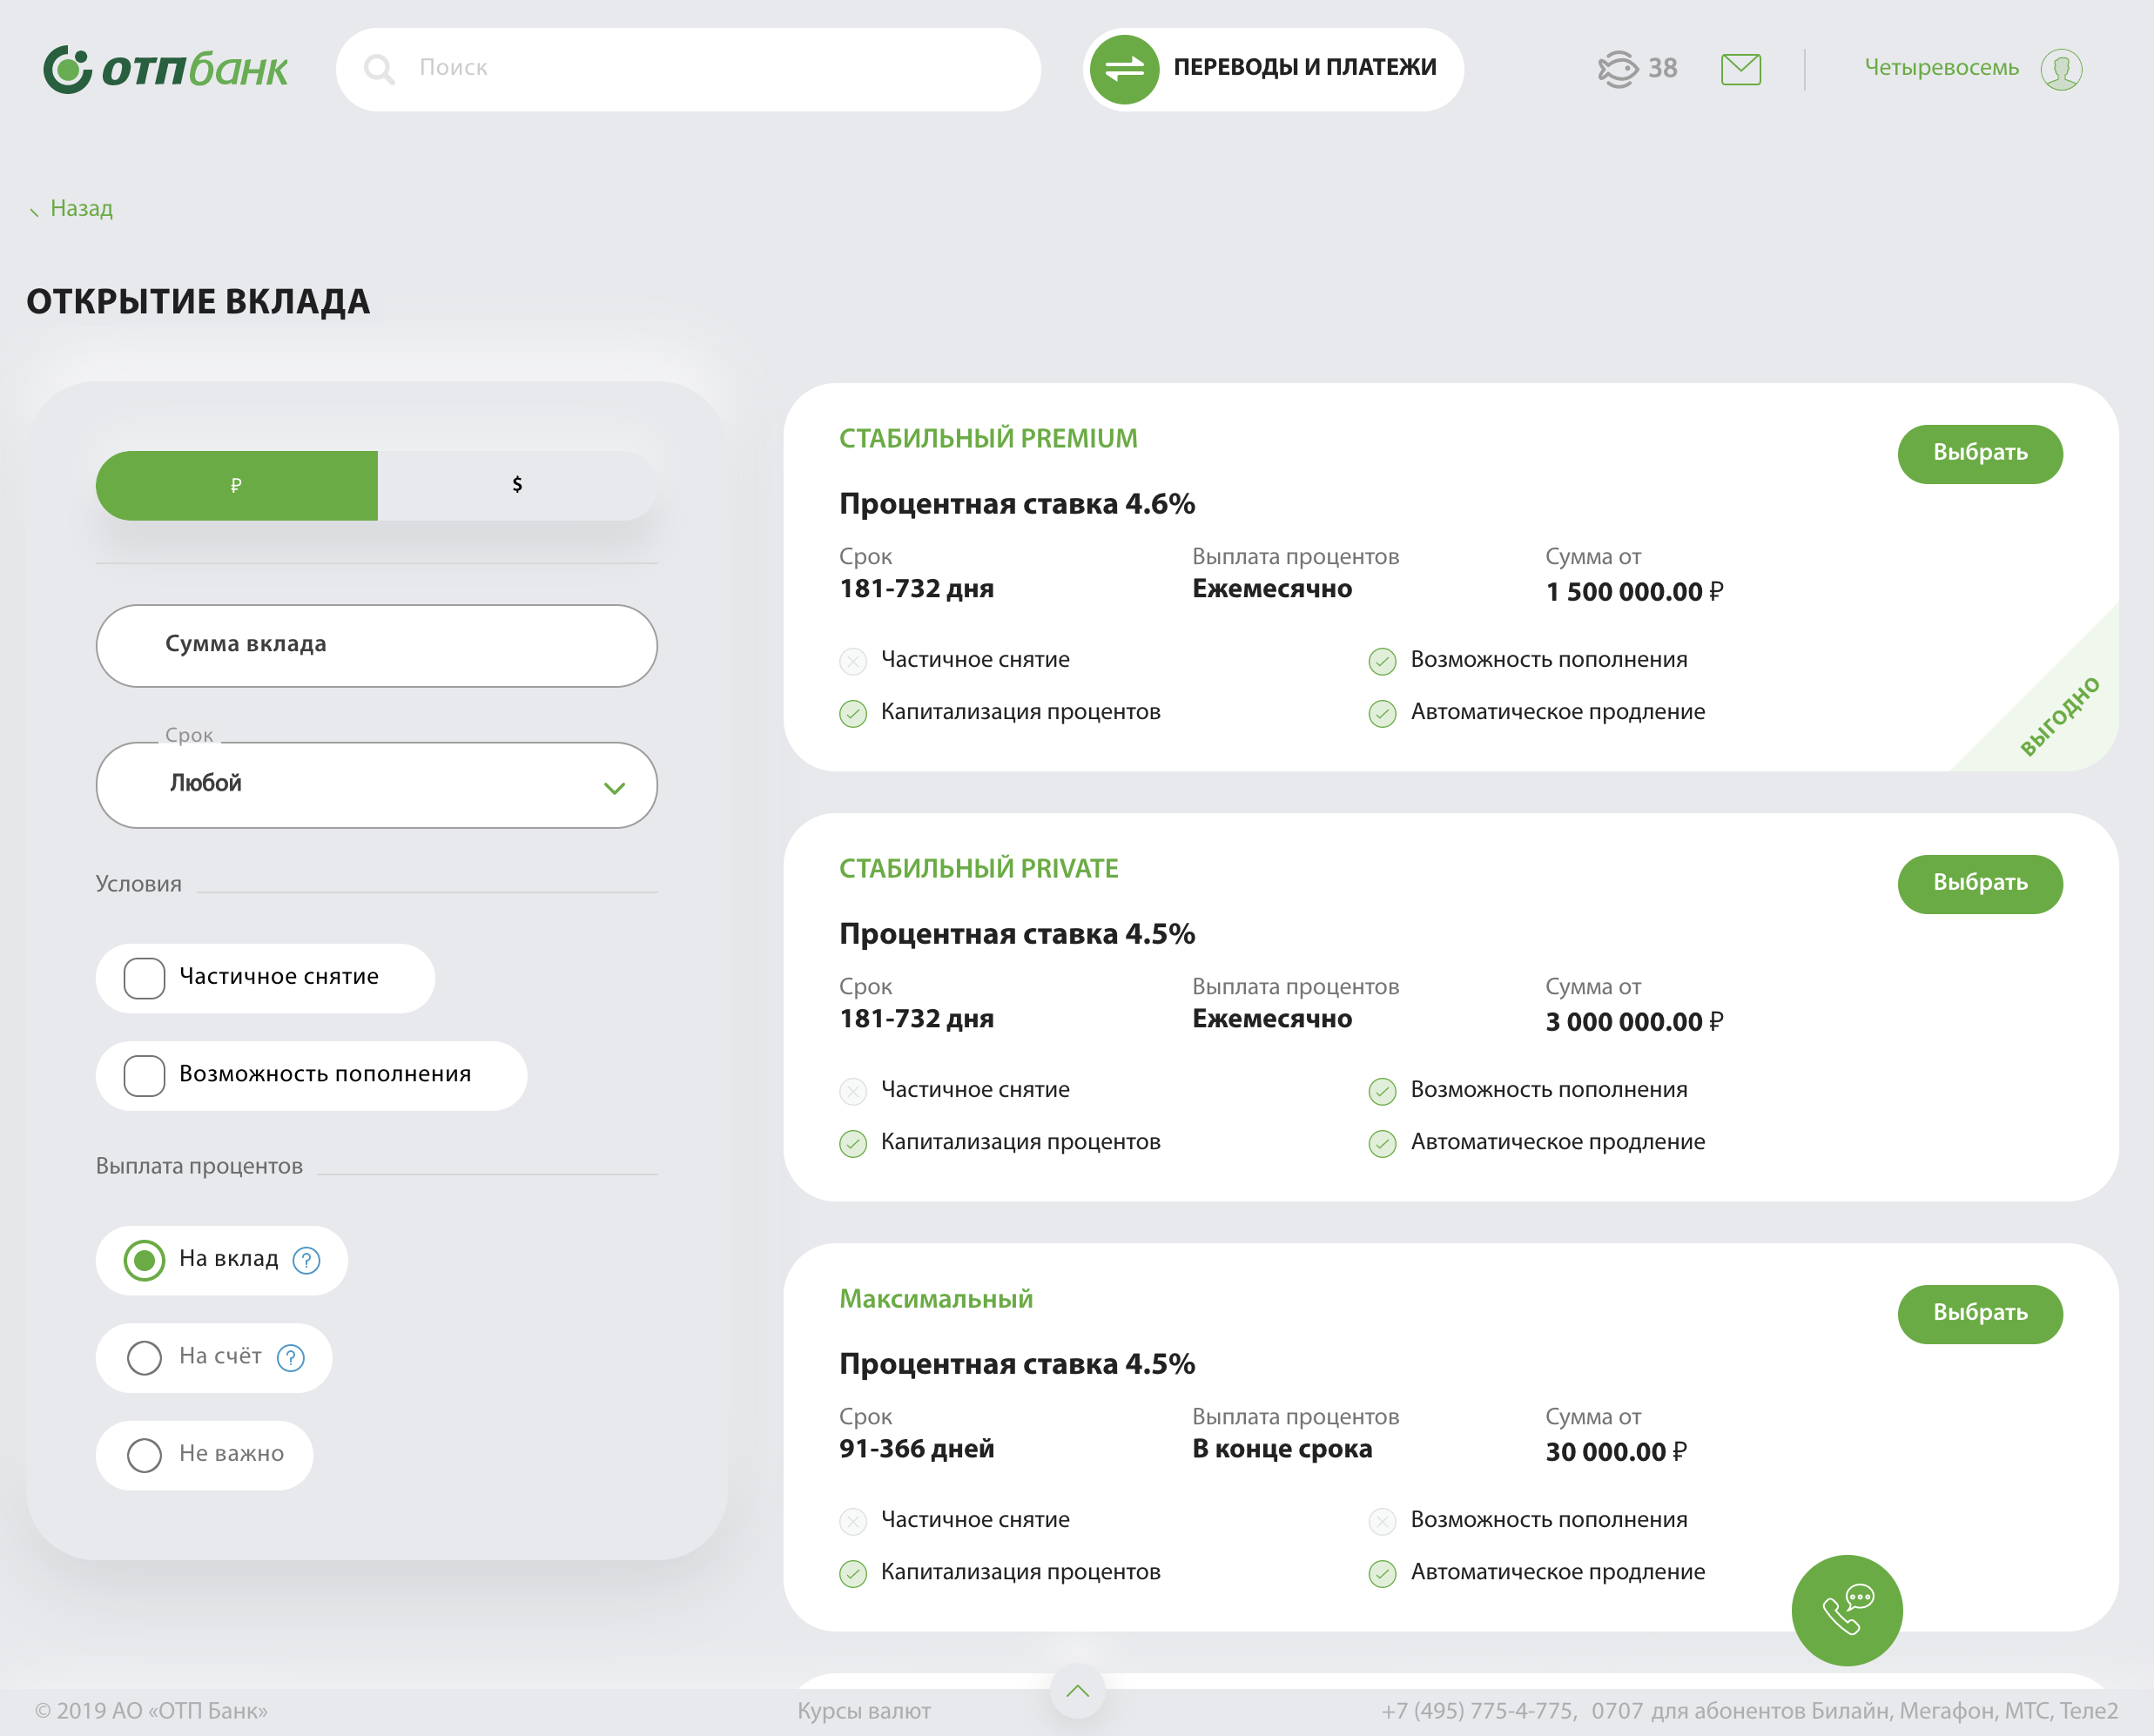 отпбанк
Поиск
ПЕРЕВОДЫ И ПЛАТЕЖИ
38
Четыревосемь
Назад
ОТКРЫТИЕ ВКЛАДА
₽
$
Сумма вклада
Срок
Любой
Условия
Частичное снятие
Возможность пополнения
Выплата процентов
На вклад ?
На счёт ?
Не важно
СТАБИЛЬНЫЙ PREMIUM
Выбрать
Процентная ставка 4.6%
Срок Выплата процентов Сумма от
181-732 дня Ежемесячно 1 500 000.00 ₽
Частичное снятие Возможность пополнения
Капитализация процентов Автоматическое продление
ВЫГОДНО
СТАБИЛЬНЫЙ PRIVATE
Выбрать
Процентная ставка 4.5%
Срок Выплата процентов Сумма от
181-732 дня Ежемесячно 3 000 000.00 ₽
Частичное снятие Возможность пополнения
Капитализация процентов Автоматическое продление
Максимальный
Выбрать
Процентная ставка 4.5%
Срок Выплата процентов Сумма от
91-366 дней В конце срока 30 000.00 ₽
Частичное снятие Возможность пополнения
Капитализация процентов Автоматическое продление
© 2019 АО «ОТП Банк» Курсы валют +7 (495) 775-4-775, 0707 для абонентов Билайн, Мегафон, МТС, Теле2